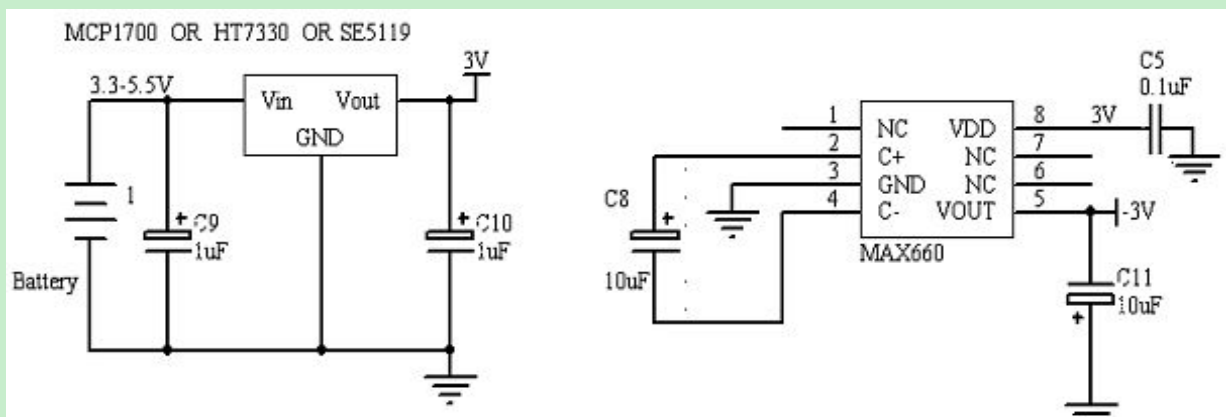 MCP1700 OR HT7330 OR SE5119
3.3-5.5V
Vin Vout
GND
3V
1
Battery
C9
1uF
C10
1uF
C5
0.1uF
1 NC VDD 8 3V
2 C+ NC 7
3 GND NC 6
4 C- VOUT 5 -3V
MAX660
C8
10uF
C11
10uF